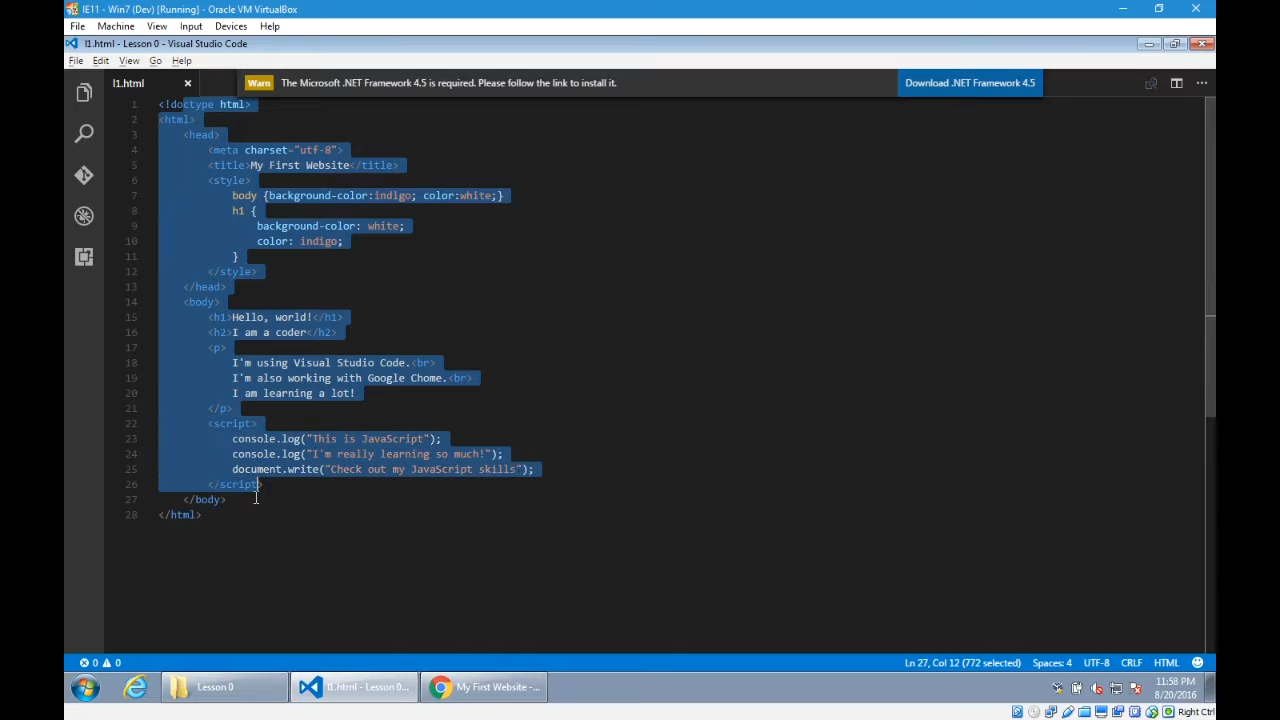 IE11 - Win7 (Dev) [Running] - Oracle VM VirtualBox
File Machine View Input Devices Help
l1.html - Lesson 0 - Visual Studio Code
File Edit View Go Help
l1.html
Warn The Microsoft .NET Framework 4.5 is required. Please follow the link to install it. Download .NET Framework 4.5
1 <!doctype html>
2 <html>
3 <head>
4 <meta charset="utf-8">
5 <title>My First Website</title>
6 <style>
7 body {background-color:indigo; color:white;}
8 h1 {
9 background-color: white;
10 color: indigo;
11 }
12 </style>
13 </head>
14 <body>
15 <h1>Hello, world!</h1>
16 <h2>I am a coder</h2>
17 <p>
18 I'm using Visual Studio Code.<br>
19 I'm also working with Google Chome.<br>
20 I am learning a lot!
21 </p>
22 <script>
23 console.log("This is JavaScript");
24 console.log("I'm really learning so much!");
25 document.write("Check out my JavaScript skills");
26 </script>
27 </body>
28 </html>
0 0 Ln 27, Col 12 (772 selected) Spaces: 4 UTF-8 CRLF HTML
Lesson 0 l1.html - Lesson 0... My First Website -...
11:58 PM
8/20/2016
Right Ctrl